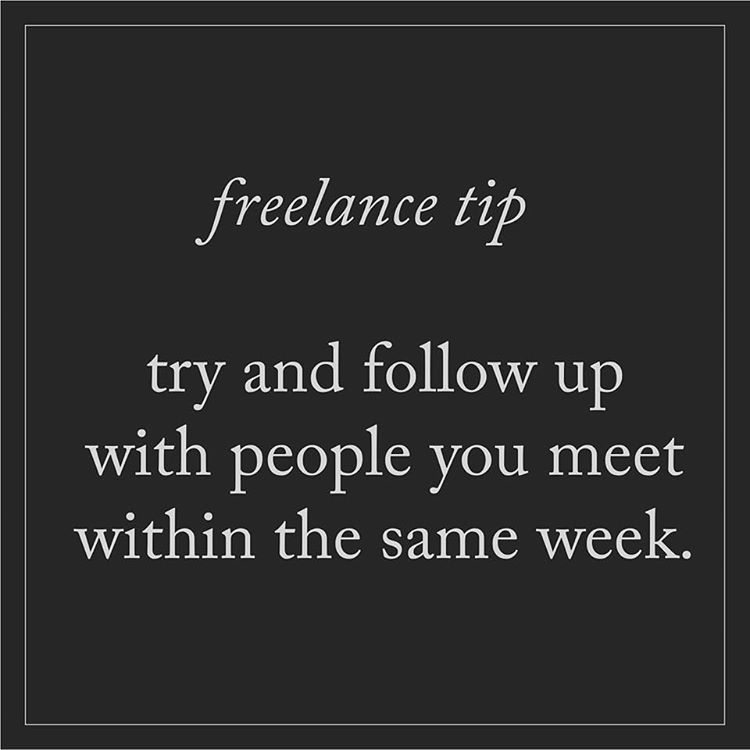 freelance tip
try and follow up
with people you meet
within the same week.